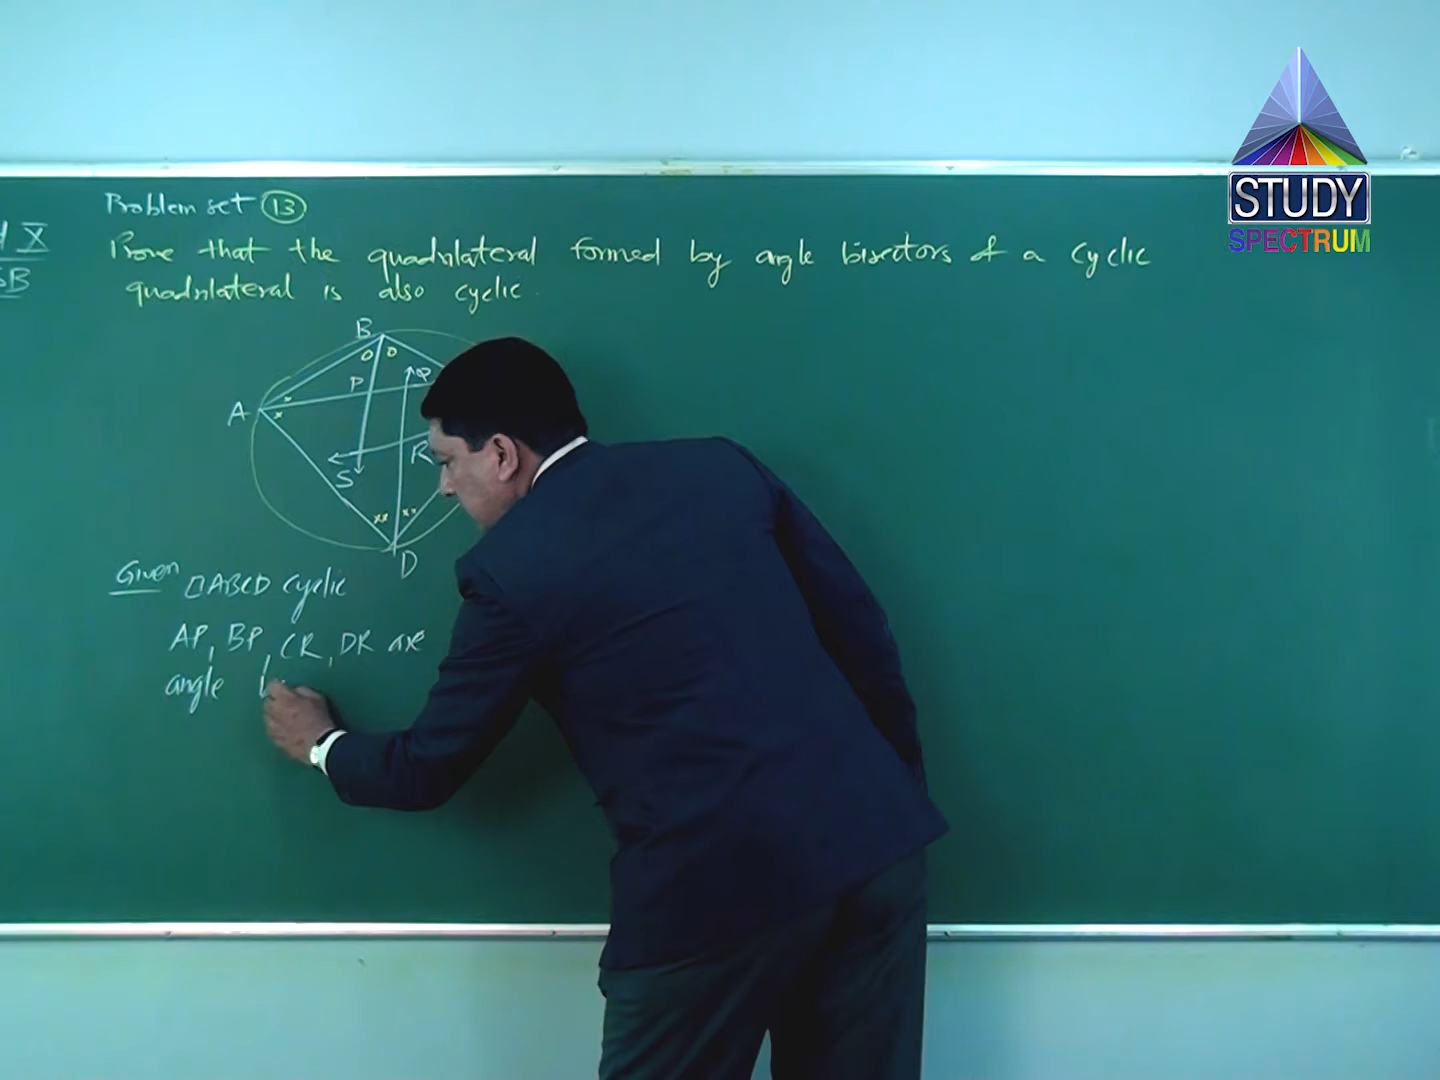 Problem set 13
X
Prove that the quadrilateral formed by angle bisectors of a cyclic
quadrilateral is also cyclic.
B
P
Q
A
R
S
D
Given □ABCD cyclic
AP, BP, CR, DR are
angle
STUDY
SPECTRUM